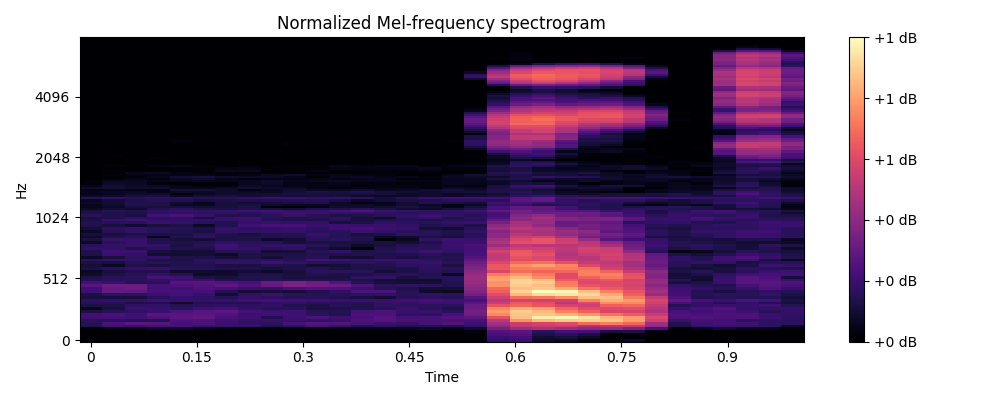 Normalized Mel-frequency spectrogram
Hz
4096
2048
1024
512
0
0 0.15 0.3 0.45 0.6 0.75 0.9
Time
+1 dB
+1 dB
+1 dB
+0 dB
+0 dB
+0 dB